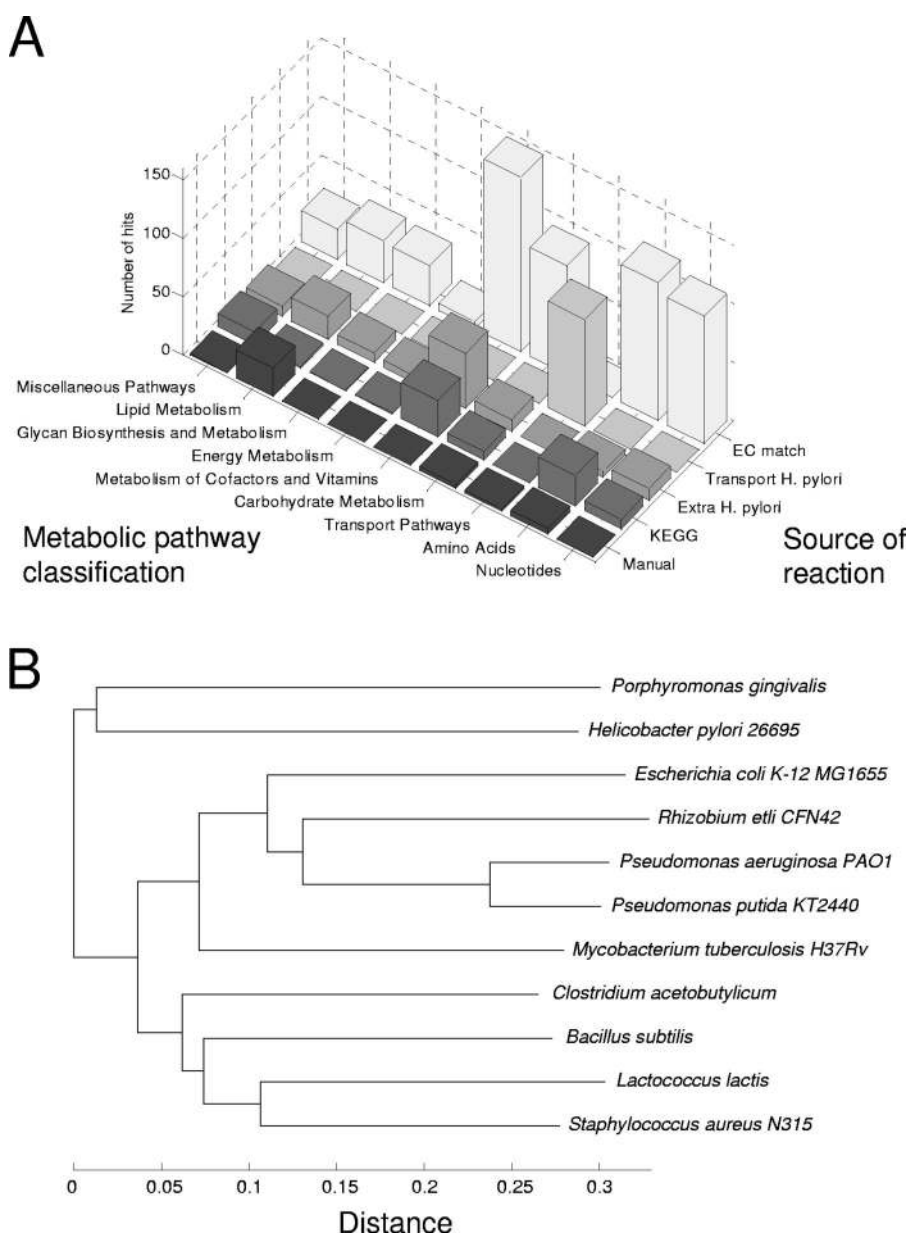 A
Number of hits
150
100
50
0
Miscellaneous Pathways
Lipid Metabolism
Glycan Biosynthesis and Metabolism
Energy Metabolism
Metabolism of Cofactors and Vitamins
Carbohydrate Metabolism
Transport Pathways
Amino Acids
Nucleotides
EC match
Transport H. pylori
Extra H. pylori
KEGG
Manual
Metabolic pathway
classification
Source of
reaction
B
Porphyromonas gingivalis
Helicobacter pylori 26695
Escherichia coli K-12 MG1655
Rhizobium etli CFN42
Pseudomonas aeruginosa PAO1
Pseudomonas putida KT2440
Mycobacterium tuberculosis H37Rv
Clostridium acetobutylicum
Bacillus subtilis
Lactococcus lactis
Staphylococcus aureus N315
0 0.05 0.1 0.15 0.2 0.25 0.3
Distance